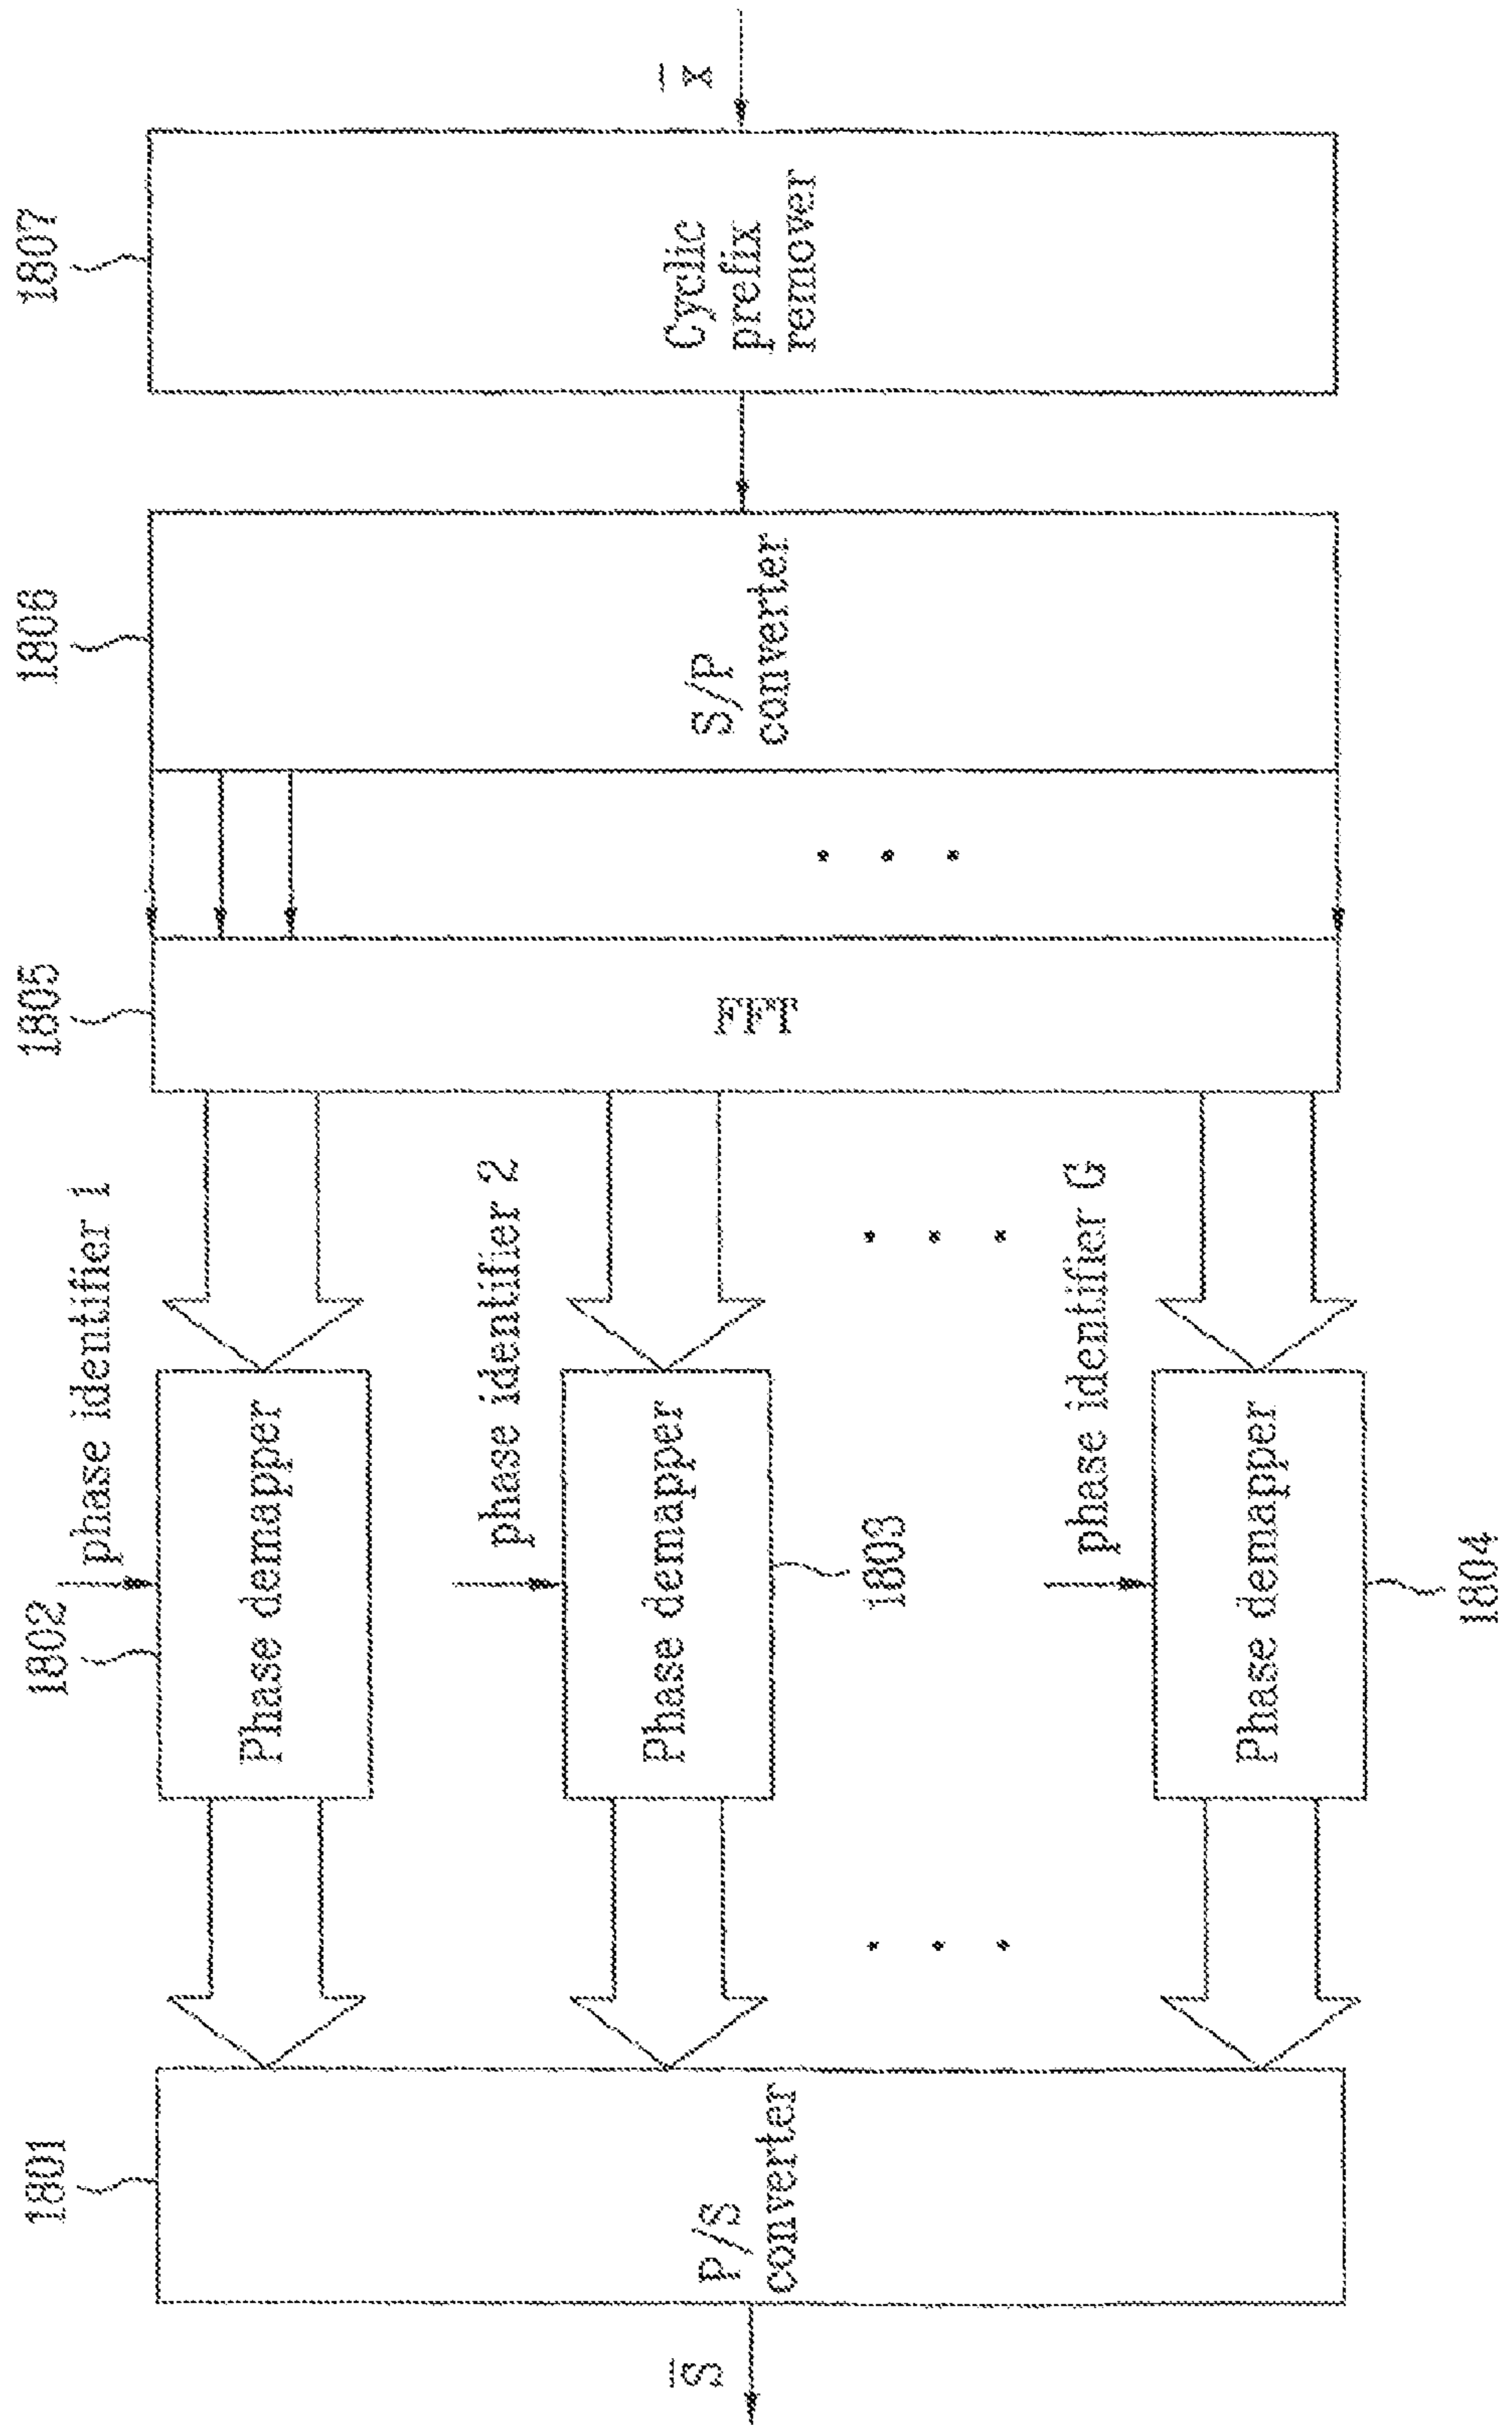 1801
P/S
converter
S̄
1802
phase identifier 1
Phase demapper
phase identifier 2
Phase demapper
1803
phase identifier G
Phase demapper
1804
1805
FFT
1806
S/P
converter
1807
Cyclic
prefix
remover
x̄